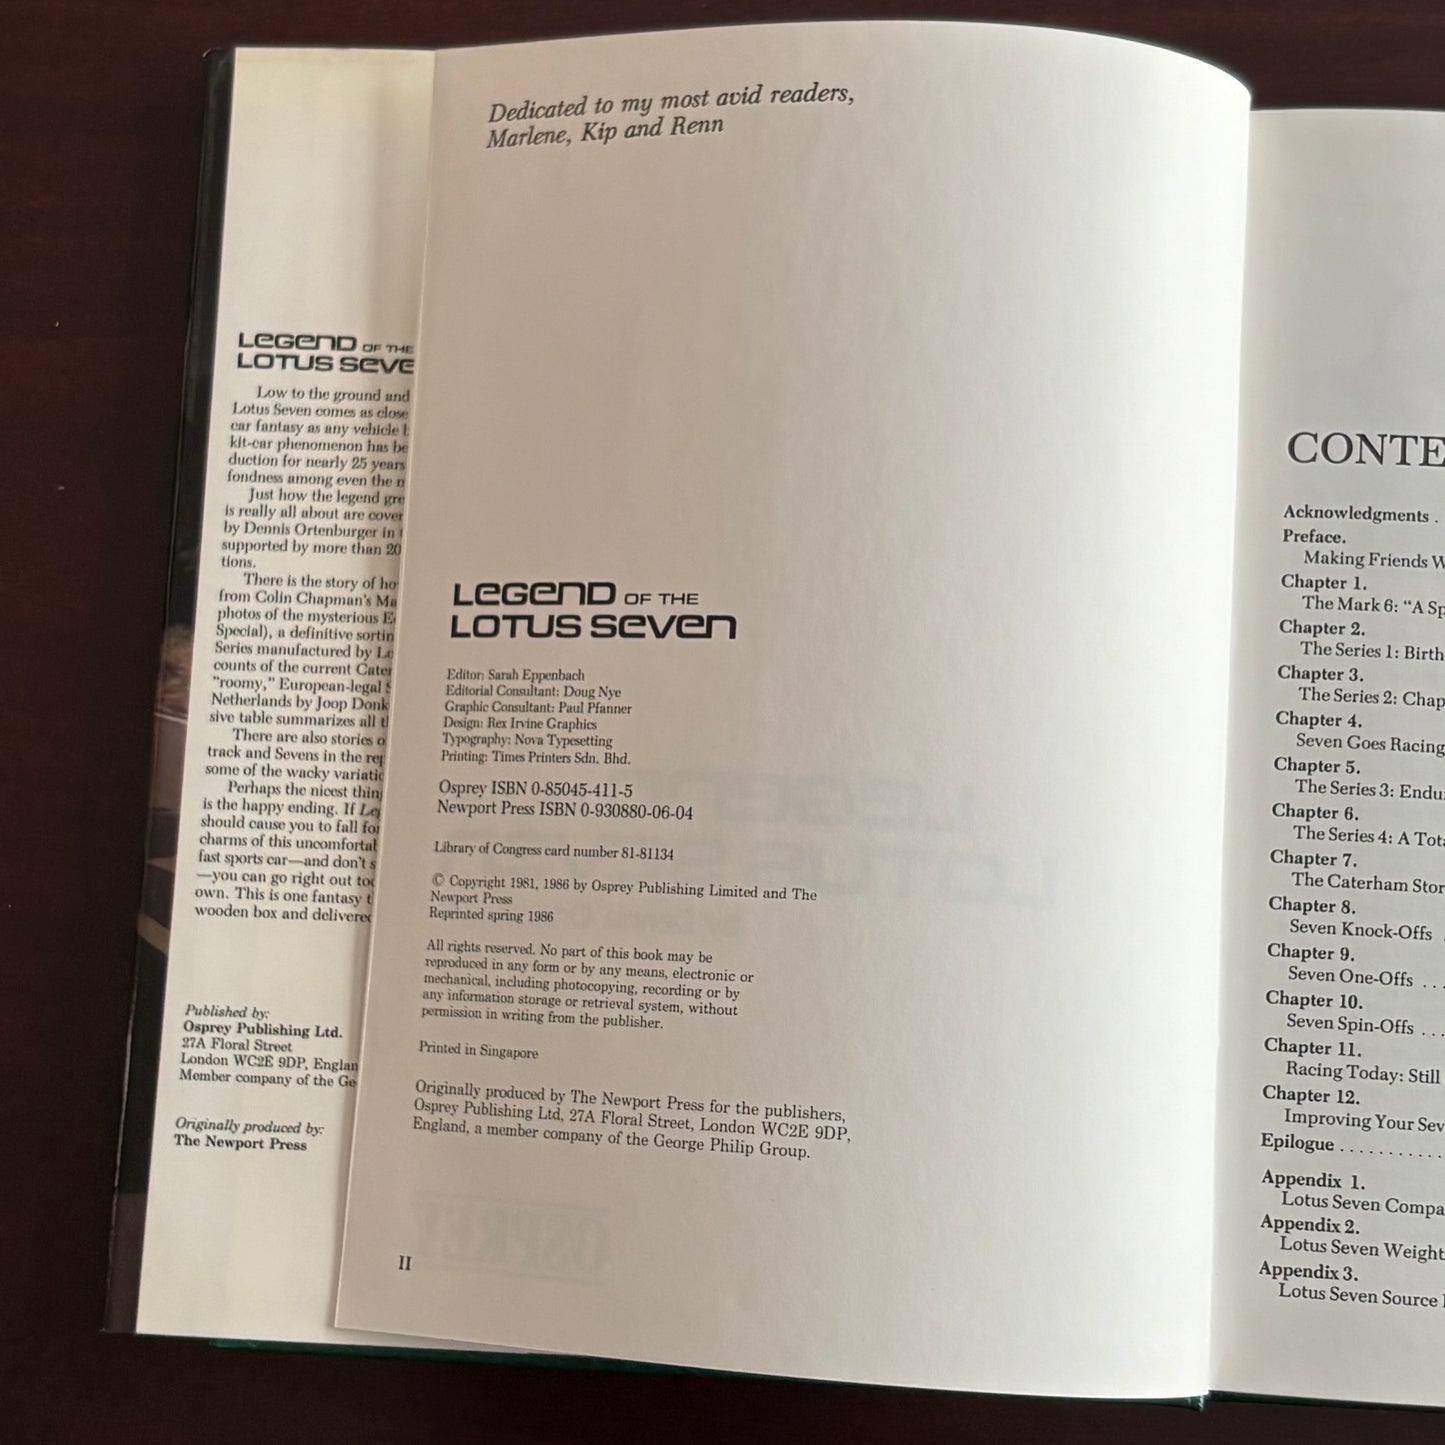 LEGEND OF THE
LOTUS SEVE
Low to the ground and
Lotus Seven comes as close
car fantasy as any vehicle
kit-car phenomenon has be
duction for nearly 25 years
fondness among even the n
Just how the legend gre
is really all about are cover
by Dennis Ortenburger in
supported by more than 20
tions.
There is the story of ho
from Colin Chapman's Ma
photos of the mysterious E
Special), a definitive sortin
Series manufactured by Lo
counts of the current Cater
"roomy," European-legal S
Netherlands by Joop Donk
sive table summarizes all t
There are also stories o
track and Sevens in the rep
some of the wacky variatio
Perhaps the nicest thin
is the happy ending. If Le
should cause you to fall for
charms of this uncomfortab
fast sports car—and don't s
—you can go right out to
own. This is one fantasy t
wooden box and delivered
Published by:
Osprey Publishing Ltd.
27A Floral Street
London WC2E 9DP, Englan
Member company of the Ge
Originally produced by:
The Newport Press
Dedicated to my most avid readers,
Marlene, Kip and Renn
LEGEND OF THE
LOTUS SEVEN
Editor: Sarah Eppenbach
Editorial Consultant: Doug Nye
Graphic Consultant: Paul Pfanner
Design: Rex Irvine Graphics
Typography: Nova Typesetting
Printing: Times Printers Sdn. Bhd.
Osprey ISBN 0-85045-411-5
Newport Press ISBN 0-930880-06-04
Library of Congress card number 81-81134
© Copyright 1981, 1986 by Osprey Publishing Limited and The
Newport Press
Reprinted spring 1986
All rights reserved. No part of this book may be
reproduced in any form or by any means, electronic or
mechanical, including photocopying, recording or by
any information storage or retrieval system, without
permission in writing from the publisher.
Printed in Singapore
Originally produced by The Newport Press for the publishers,
Osprey Publishing Ltd, 27A Floral Street, London WC2E 9DP,
England, a member company of the George Philip Group.
II
CONTE
Acknowledgments .
Preface.
Making Friends W
Chapter 1.
The Mark 6: “A Sp
Chapter 2.
The Series 1: Birth
Chapter 3.
The Series 2: Chap
Chapter 4.
Seven Goes Racing
Chapter 5.
The Series 3: Endu
Chapter 6.
The Series 4: A Tota
Chapter 7.
The Caterham Stor
Chapter 8.
Seven Knock-Offs .
Chapter 9.
Seven One-Offs . . .
Chapter 10.
Seven Spin-Offs . . .
Chapter 11.
Racing Today: Still
Chapter 12.
Improving Your Sev
Epilogue . . . . . . . . . . .
Appendix 1.
Lotus Seven Compa
Appendix 2.
Lotus Seven Weight
Appendix 3.
Lotus Seven Source